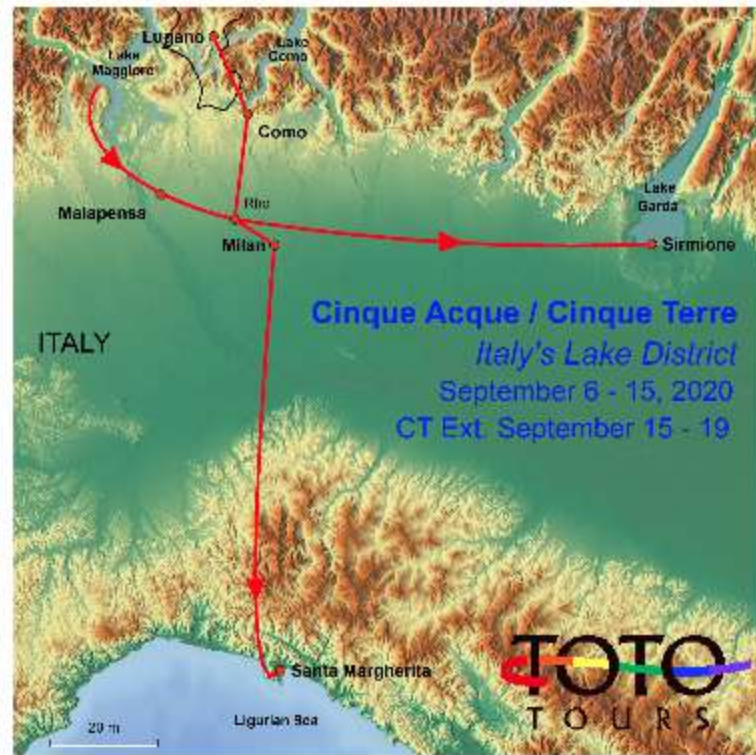 Lugano
Lake
Como
Lake
Maggiore
Como
Malapensa
Rho
Milan
Lake
Garda
Sirmione
Cinque Acque / Cinque Terre
ITALY
Italy's Lake District
September 6 - 15, 2020
CT Ext. September 15 - 19
Santa Margherita
20 m
Ligurian Sea
TOTO
TOURS